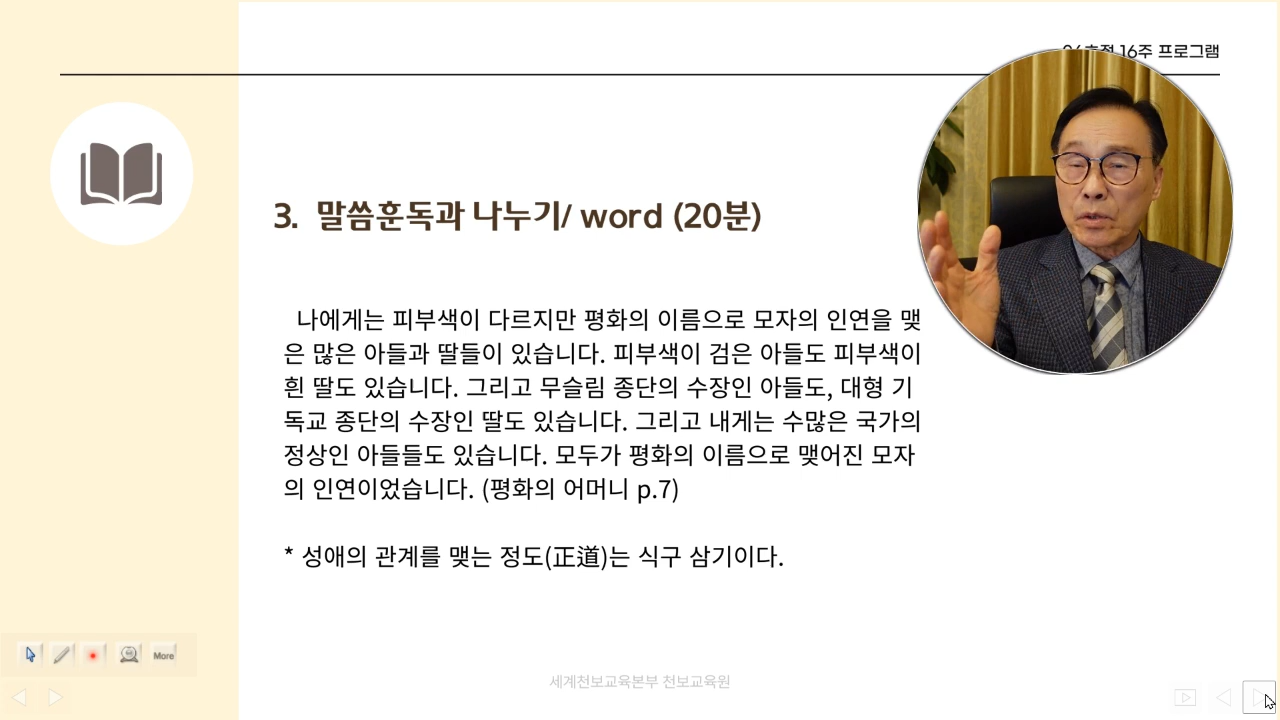 16주 프로그램
3. 말씀훈독과 나누기/ word (20분)
나에게는 피부색이 다르지만 평화의 이름으로 모자의 인연을 맺
은 많은 아들과 딸들이 있습니다. 피부색이 검은 아들도 피부색이
흰 딸도 있습니다. 그리고 무슬림 종단의 수장인 아들도, 대형 기
독교 종단의 수장인 딸도 있습니다. 그리고 내게는 수많은 국가의
정상인 아들들도 있습니다. 모두가 평화의 이름으로 맺어진 모자
의 인연이었습니다. (평화의 어머니 p.7)
* 성애의 관계를 맺는 정도(正道)는 식구 삼기이다.
More
세계천보교육본부 천보교육원